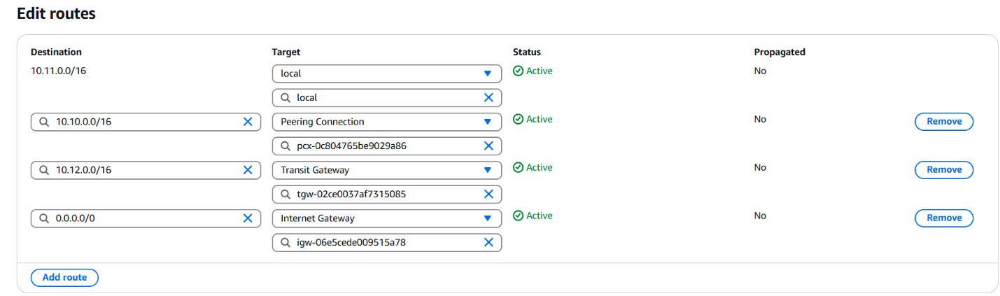 Edit routes
Destination Target Status Propagated
10.11.0.0/16 local Active No
local
10.10.0.0/16 Peering Connection Active No Remove
pcx-0c804765be9029a86
10.12.0.0/16 Transit Gateway Active No Remove
tgw-02ce0037af7315085
0.0.0.0/0 Internet Gateway Active No Remove
igw-06e5cede009515a78
Add route